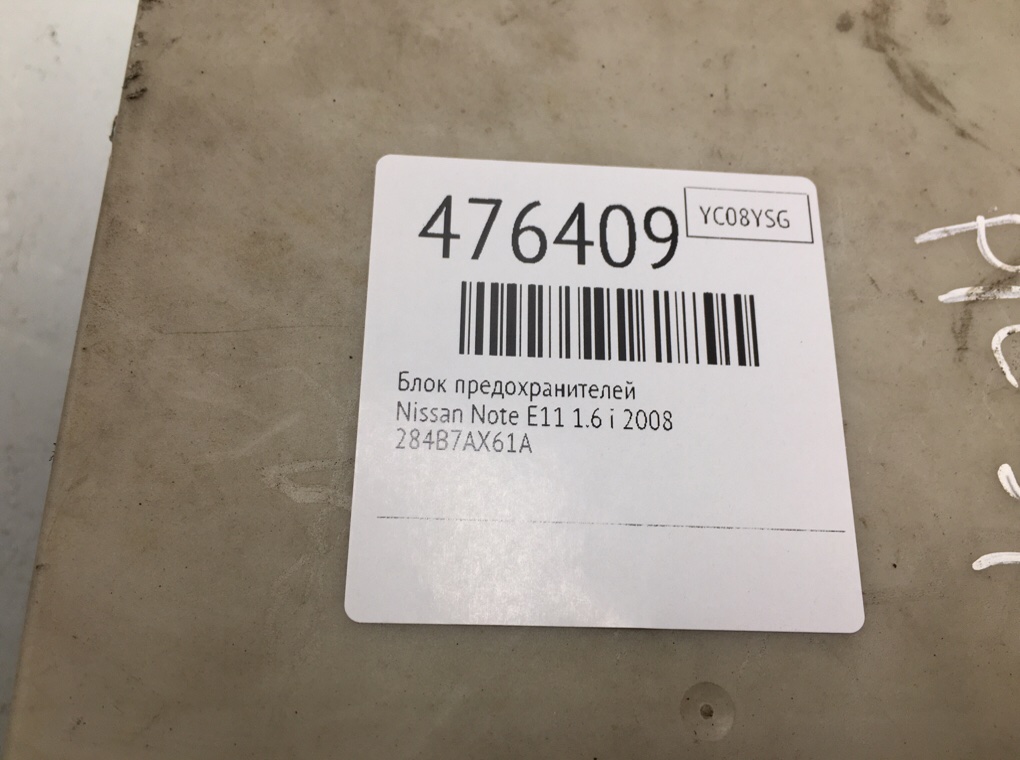 476409
YC08YSG
Блок предохранителей
Nissan Note E11 1.6 i 2008
284B7AX61A